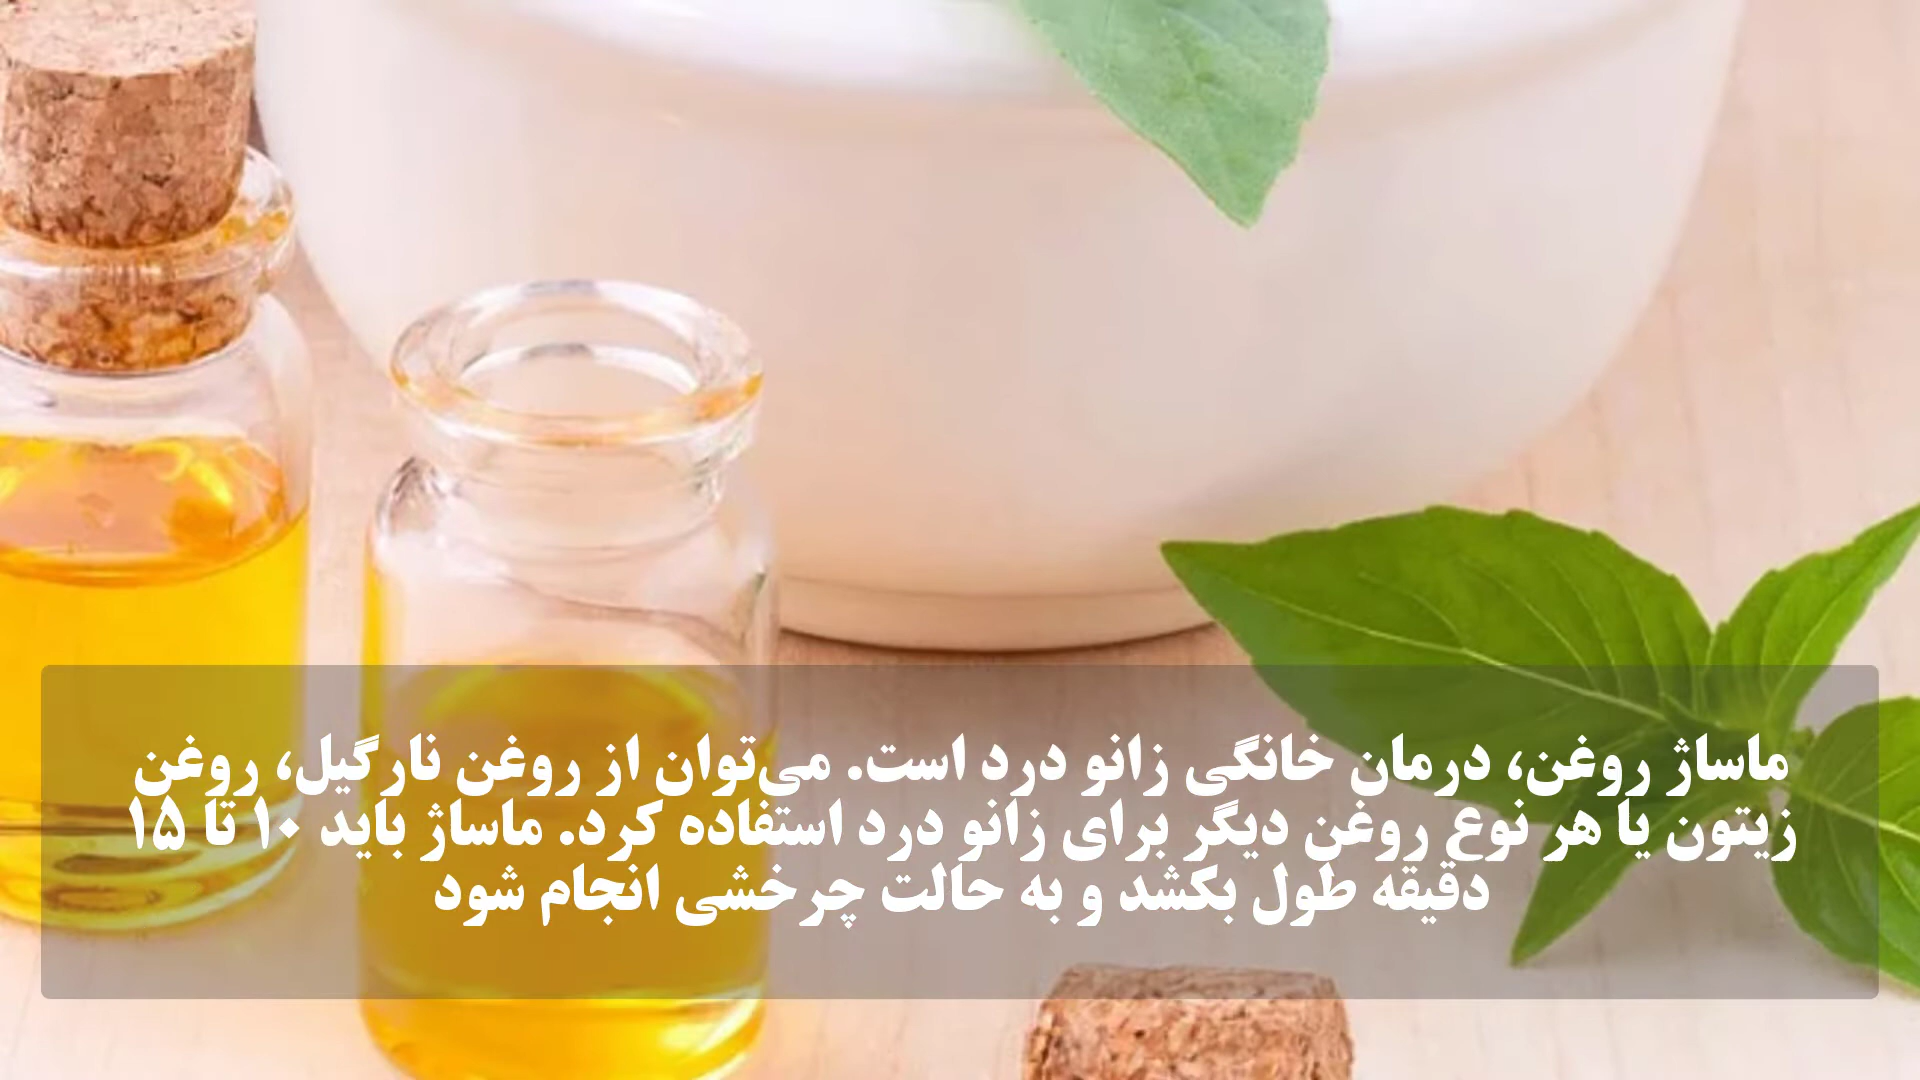 ماساژ روغن، درمان خانگی زانو درد است. می‌توان از روغن نارگیل، روغن
زیتون یا هر نوع روغن دیگر برای زانو درد استفاده کرد. ماساژ باید ۱۰ تا ۱۵
دقیقه طول بکشد و به حالت چرخشی انجام شود